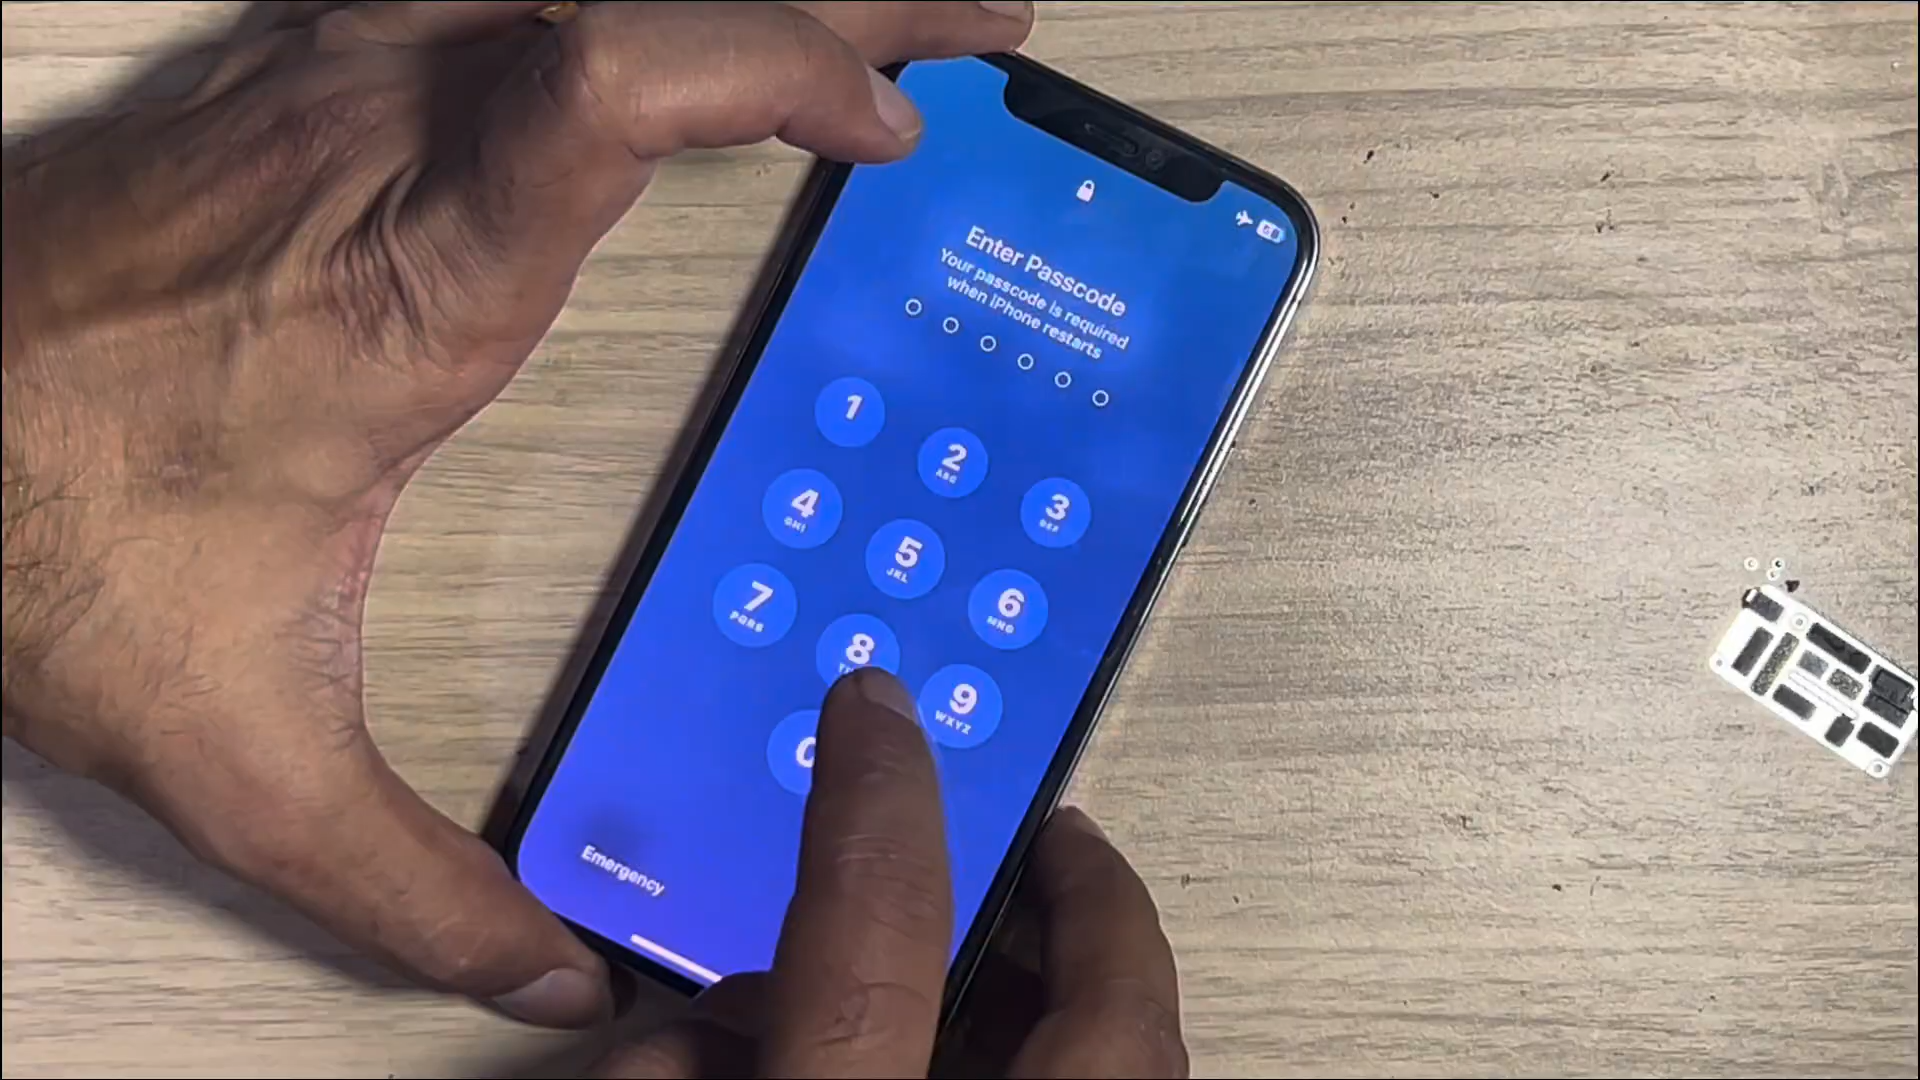 Enter Passcode
Your passcode is required
when iPhone restarts
1
2
ABC
3
DEF
4
GHI
5
JKL
6
MNO
7
PQRS
8
9
WXYZ
0
Emergency